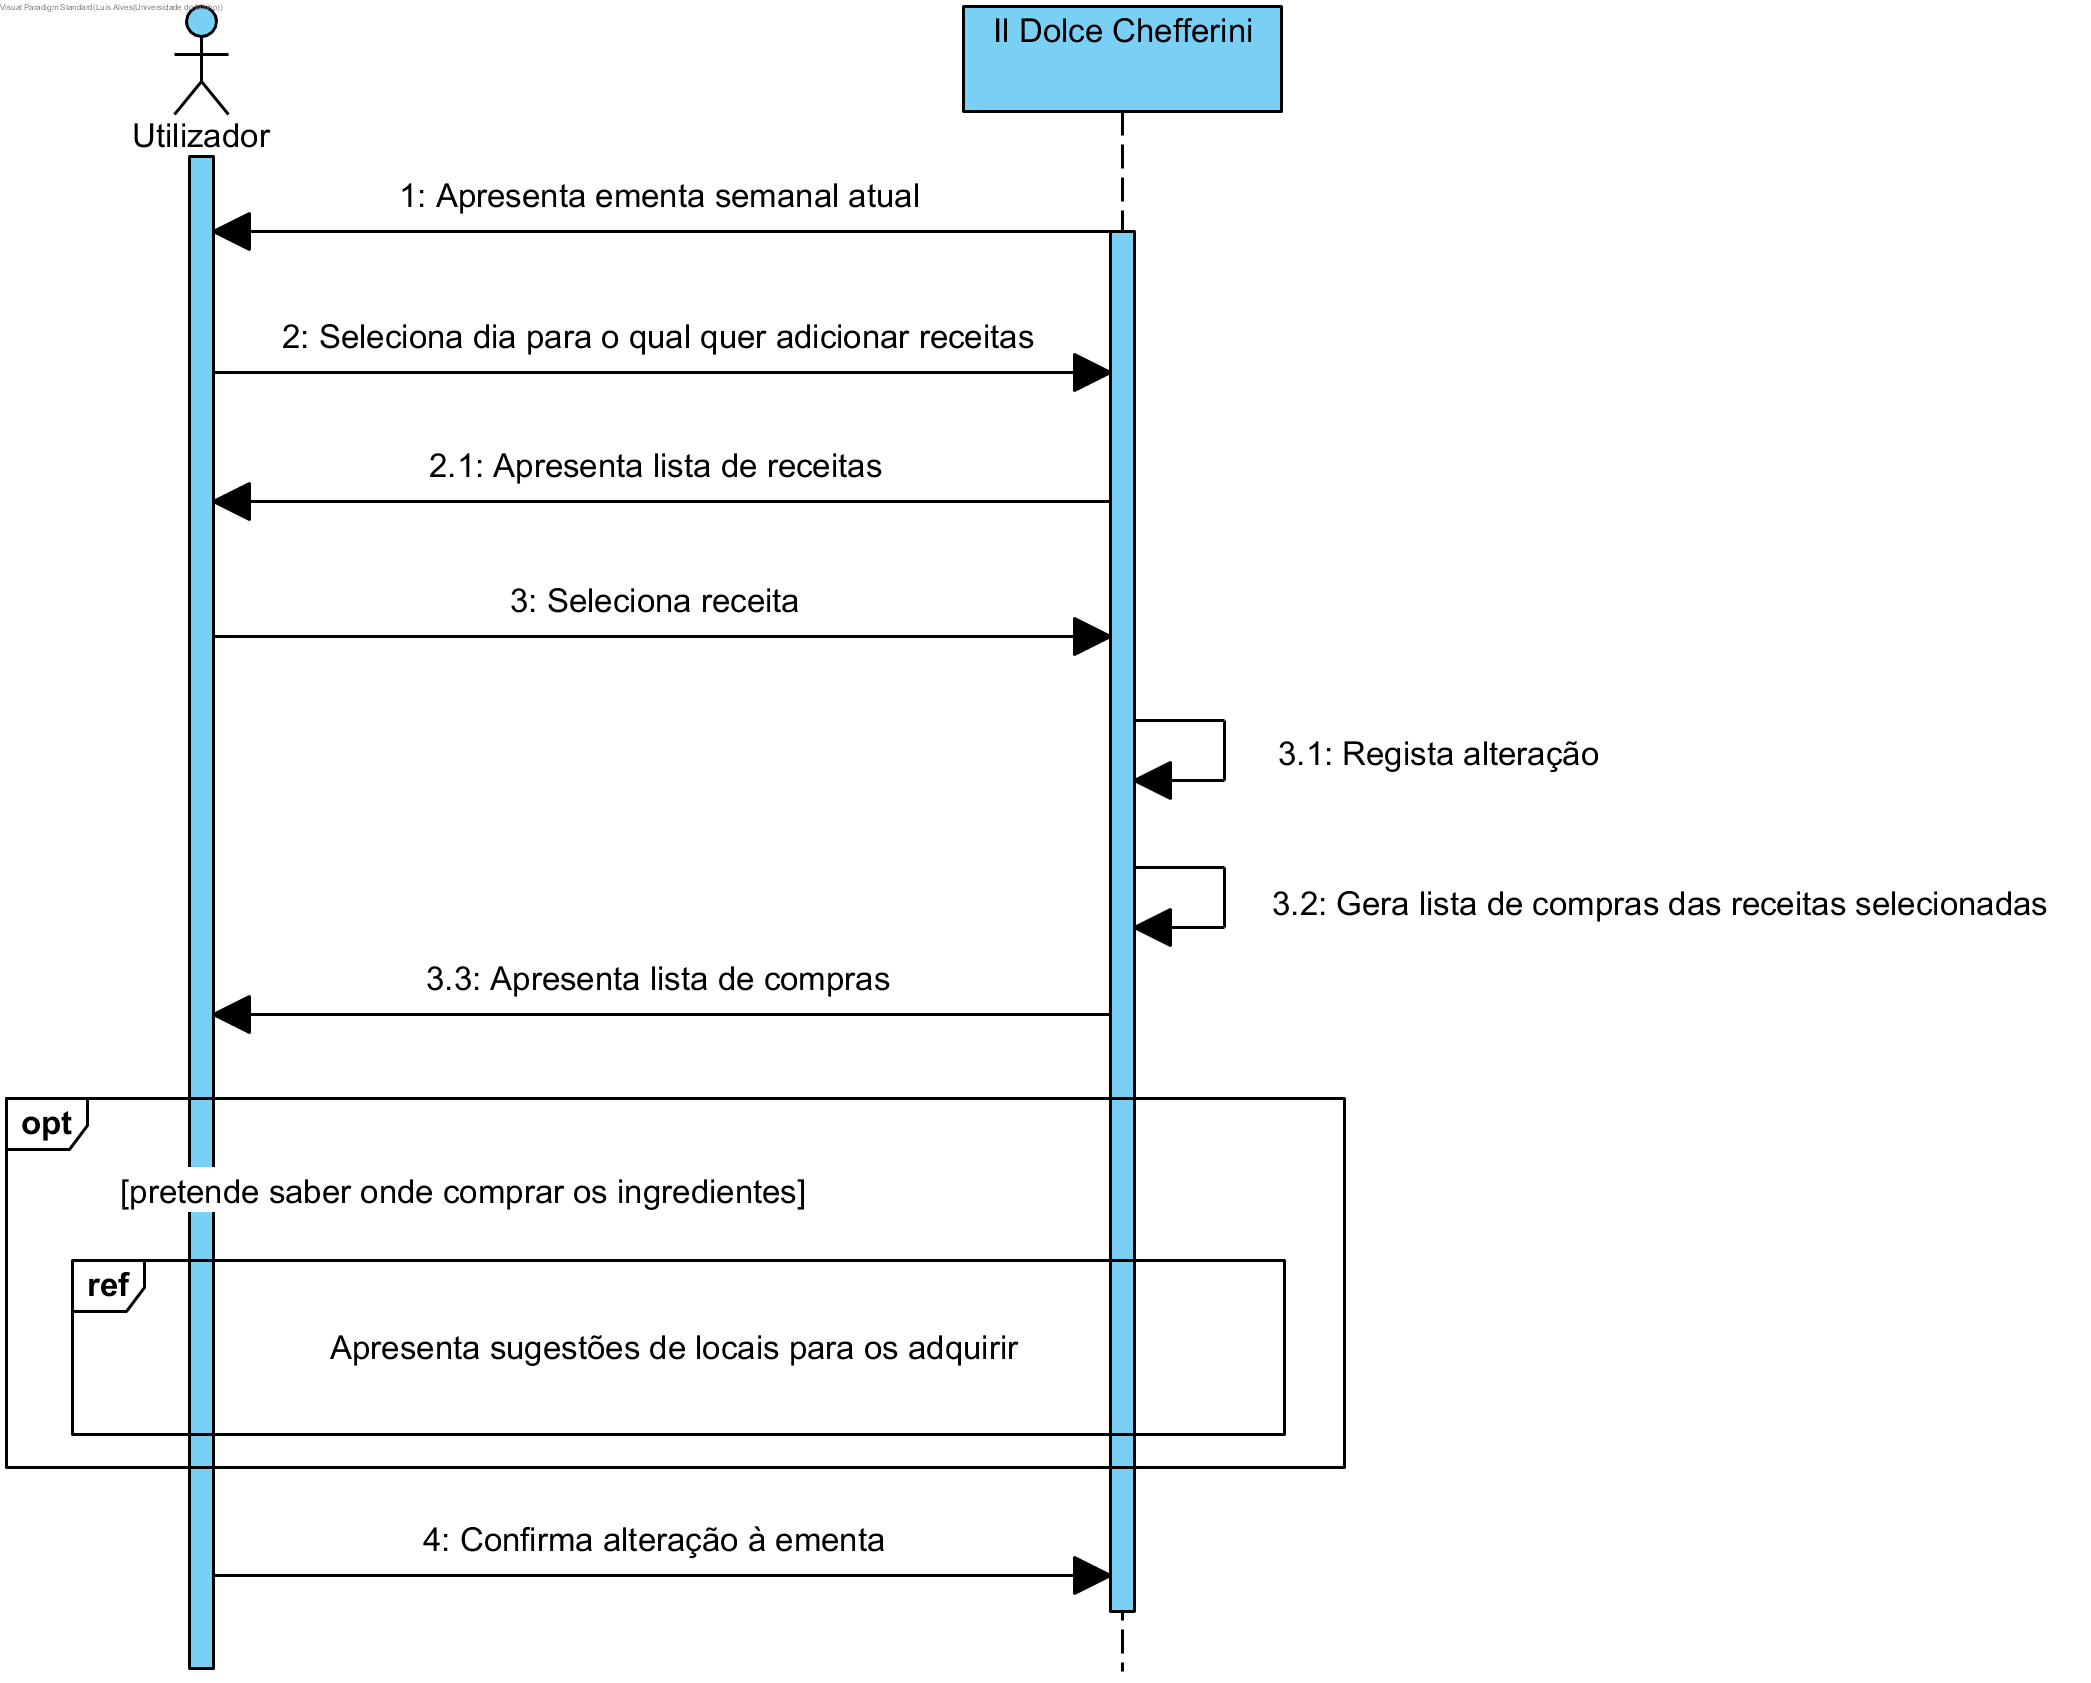 Visual Paradigm Standard(Luís Alves(Universidade do Minho))
Il Dolce Chefferini
Utilizador
1: Apresenta ementa semanal atual
2: Seleciona dia para o qual quer adicionar receitas
2.1: Apresenta lista de receitas
3: Seleciona receita
3.1: Regista alteração
3.2: Gera lista de compras das receitas selecionadas
3.3: Apresenta lista de compras
opt
[pretende saber onde comprar os ingredientes]
ref
Apresenta sugestões de locais para os adquirir
4: Confirma alteração à ementa